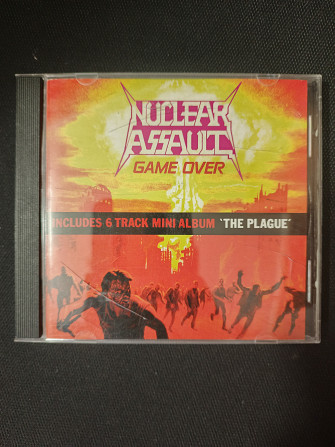 NUCLEAR
ASSAULT
GAME OVER
INCLUDES 6 TRACK MINI ALBUM 'THE PLAGUE'